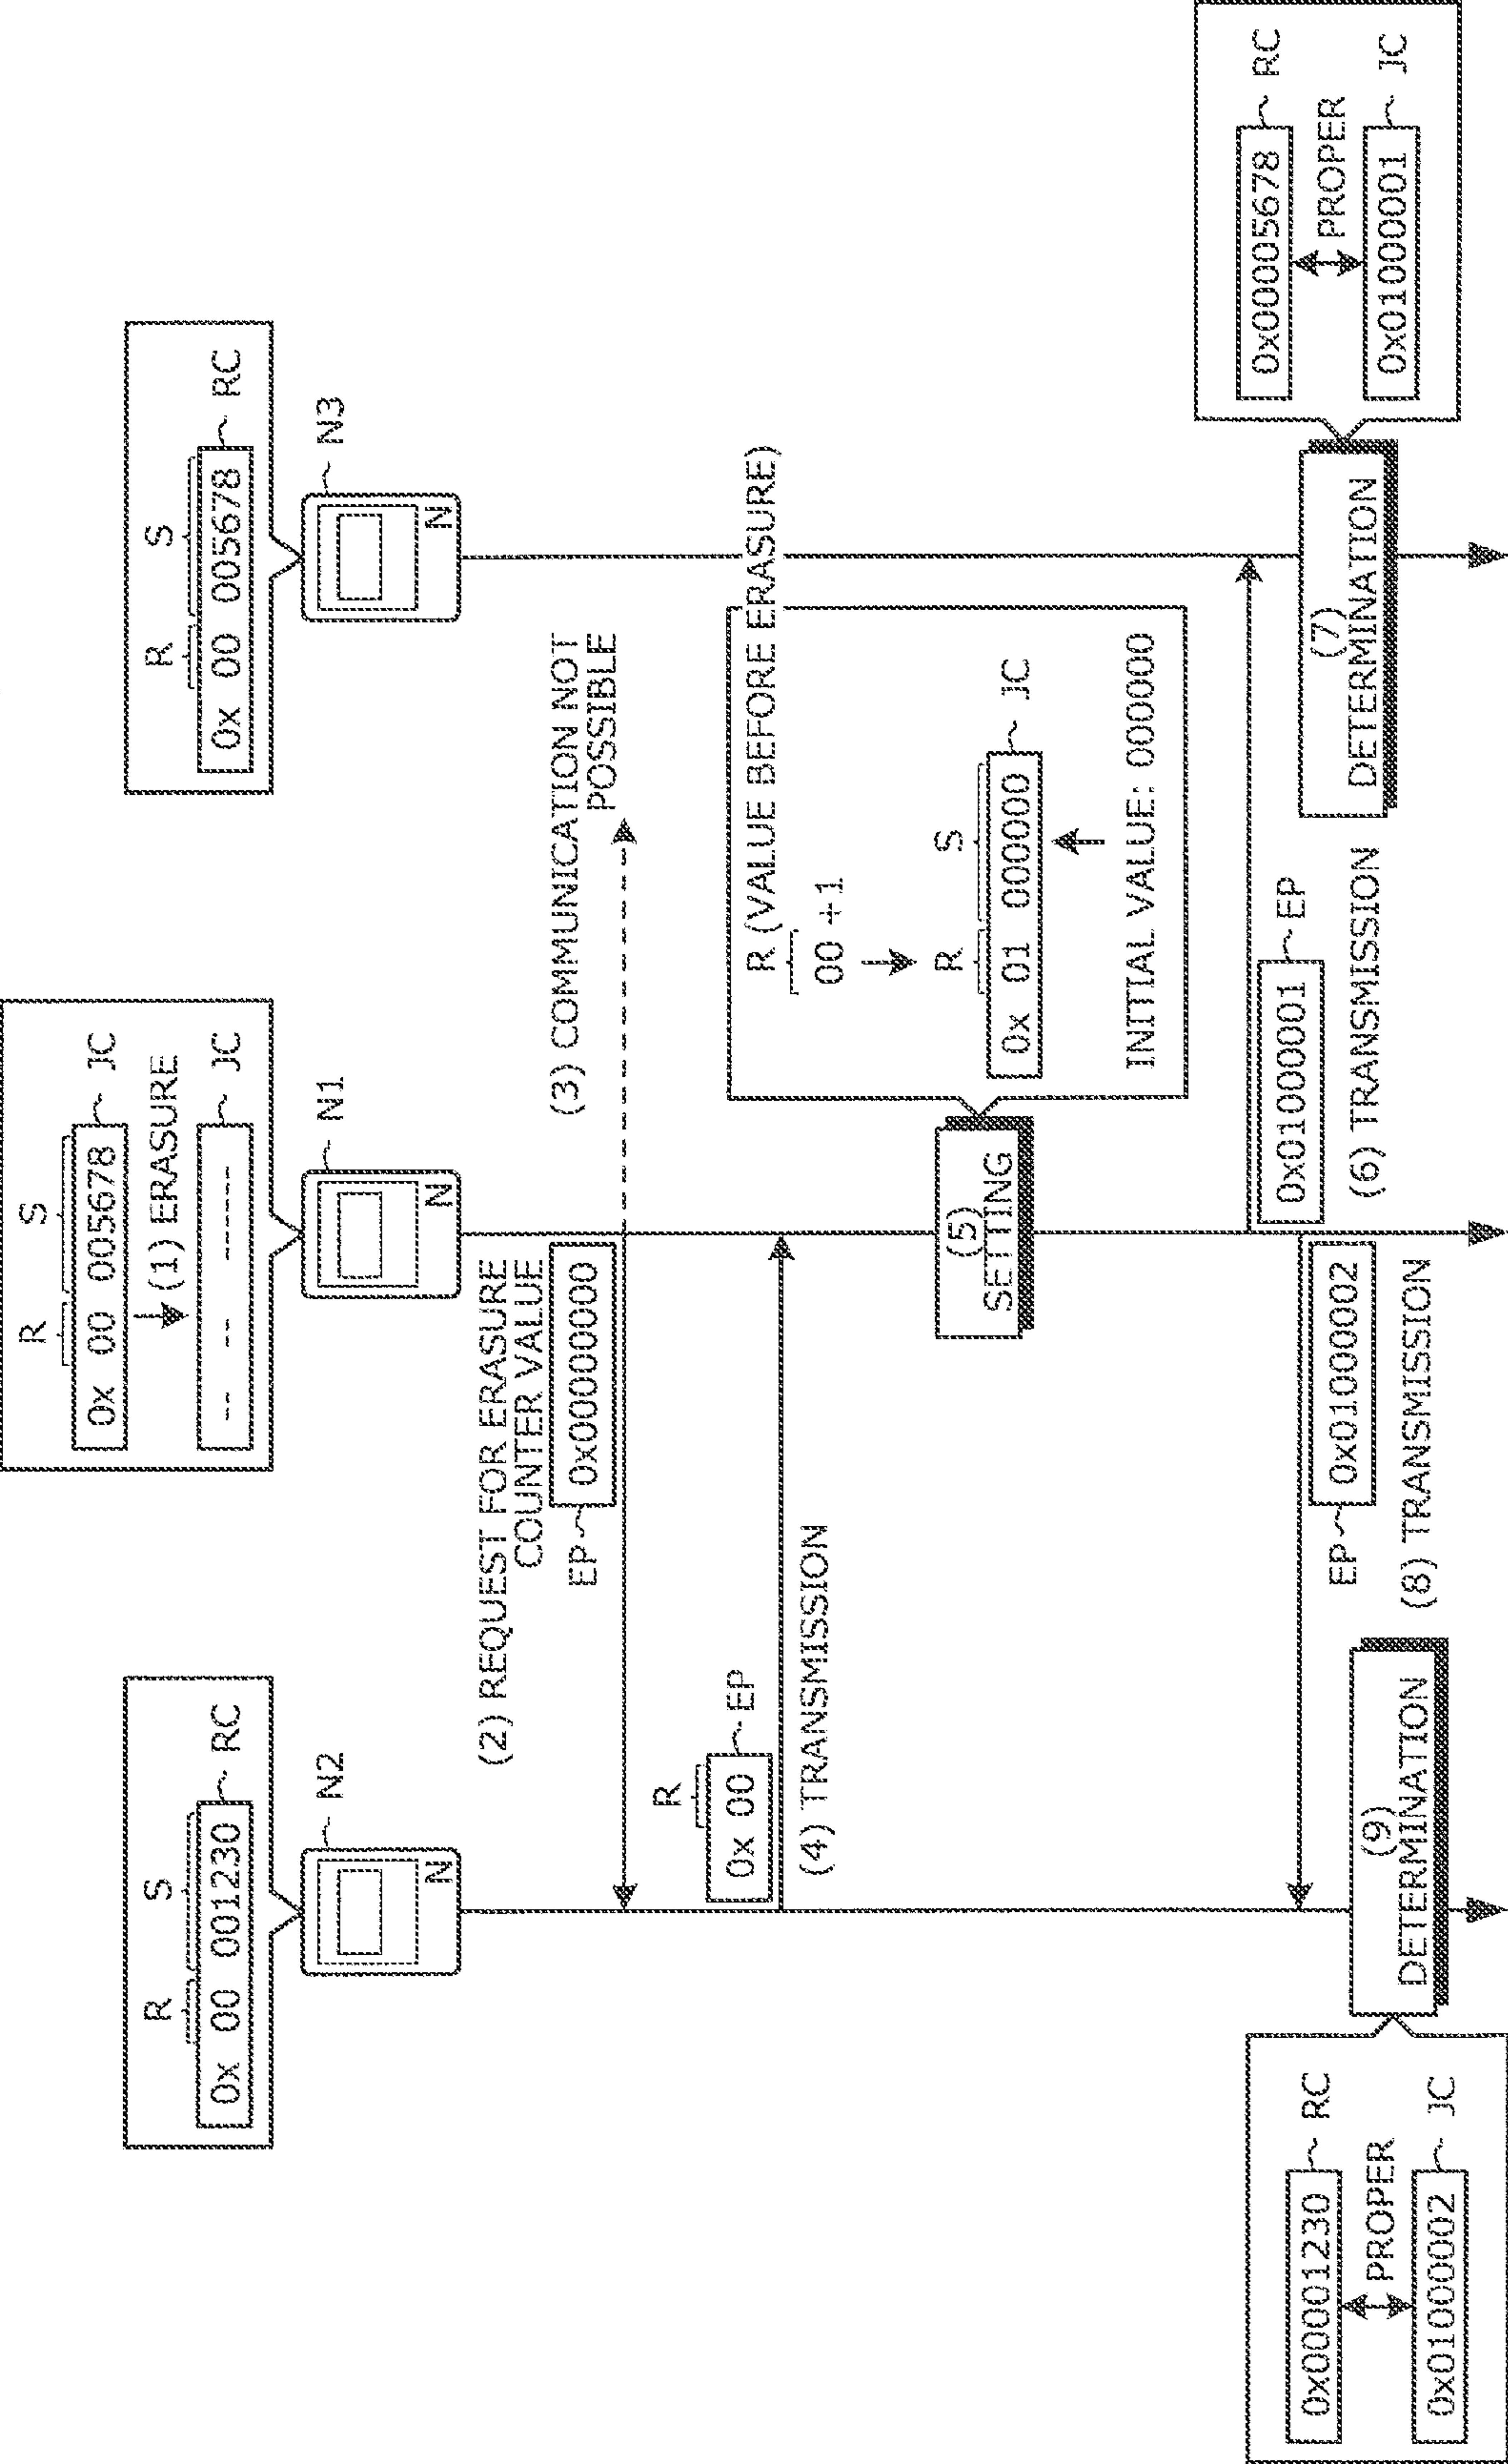 R S
0x 00 005678 JC
(1) ERASURE
-- -- ------ JC
R S
0x 00 001230 RC
R S
0x 00 005678 RC
N2
N
N1
N
N3
N
(2) REQUEST FOR ERASURE
COUNTER VALUE
EP 0x00000000
(3) COMMUNICATION NOT
POSSIBLE
R
0x 00 EP
(4) TRANSMISSION
R (VALUE BEFORE ERASURE)
00 +1
R S
0x 01 000000 JC
INITIAL VALUE: 000000
(5)
SETTING
0x01000001 EP
(6) TRANSMISSION
(7)
DETERMINATION
0x00005678 RC
PROPER
0x01000001 JC
EP 0x01000002
(8) TRANSMISSION
(9)
DETERMINATION
0x00001230 RC
PROPER
0x01000002 JC